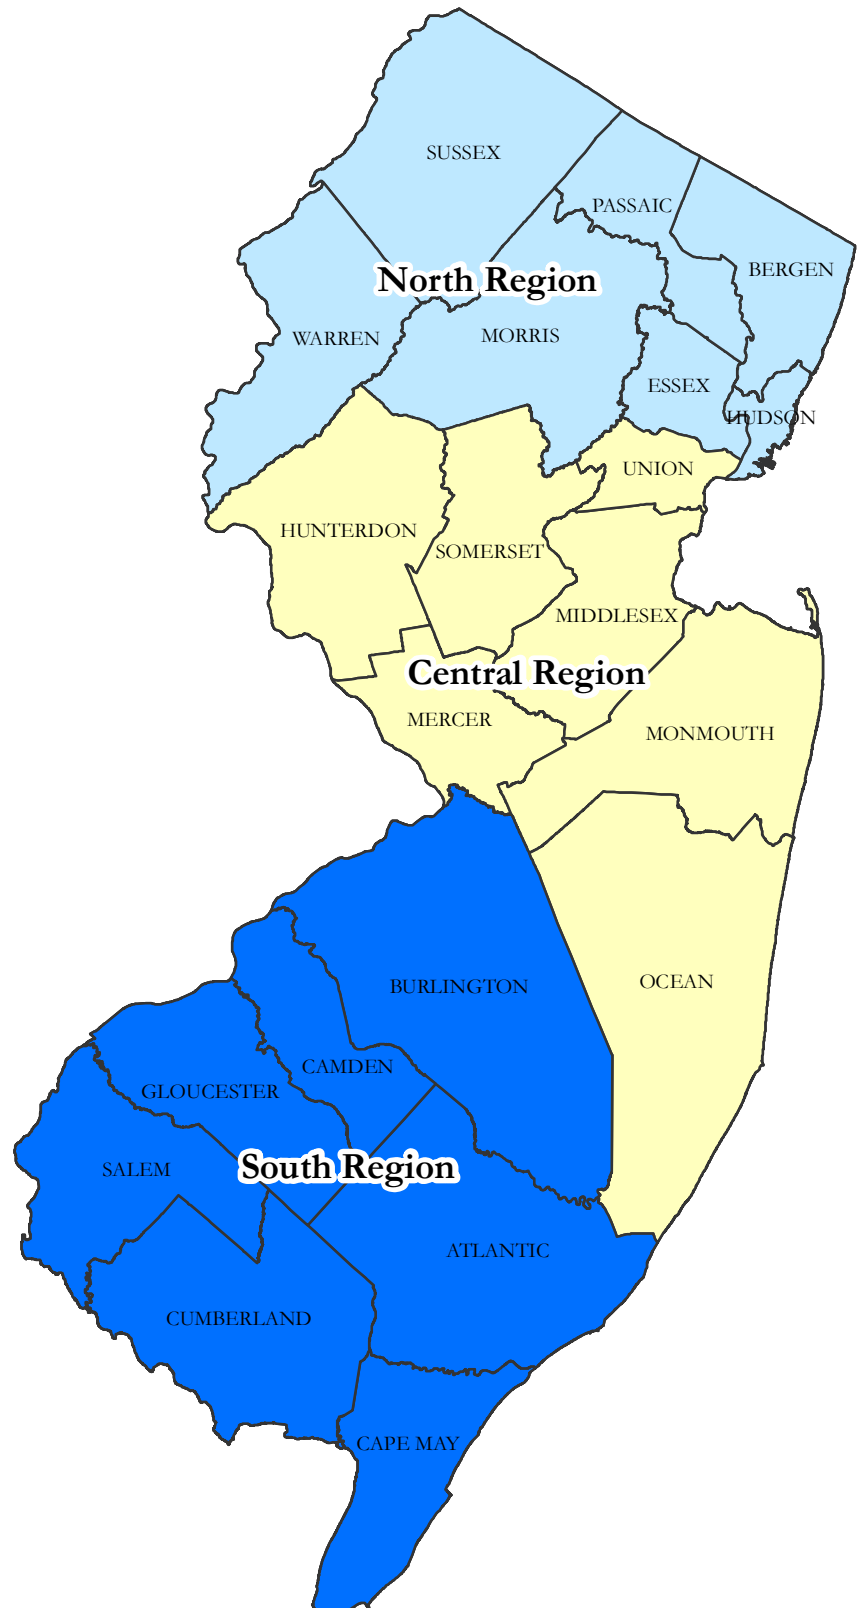 SUSSEX
PASSAIC
BERGEN
North Region
WARREN
MORRIS
ESSEX
HUDSON
UNION
HUNTERDON
SOMERSET
MIDDLESEX
Central Region
MERCER
MONMOUTH
OCEAN
BURLINGTON
CAMDEN
GLOUCESTER
SALEM
South Region
ATLANTIC
CUMBERLAND
CAPE MAY